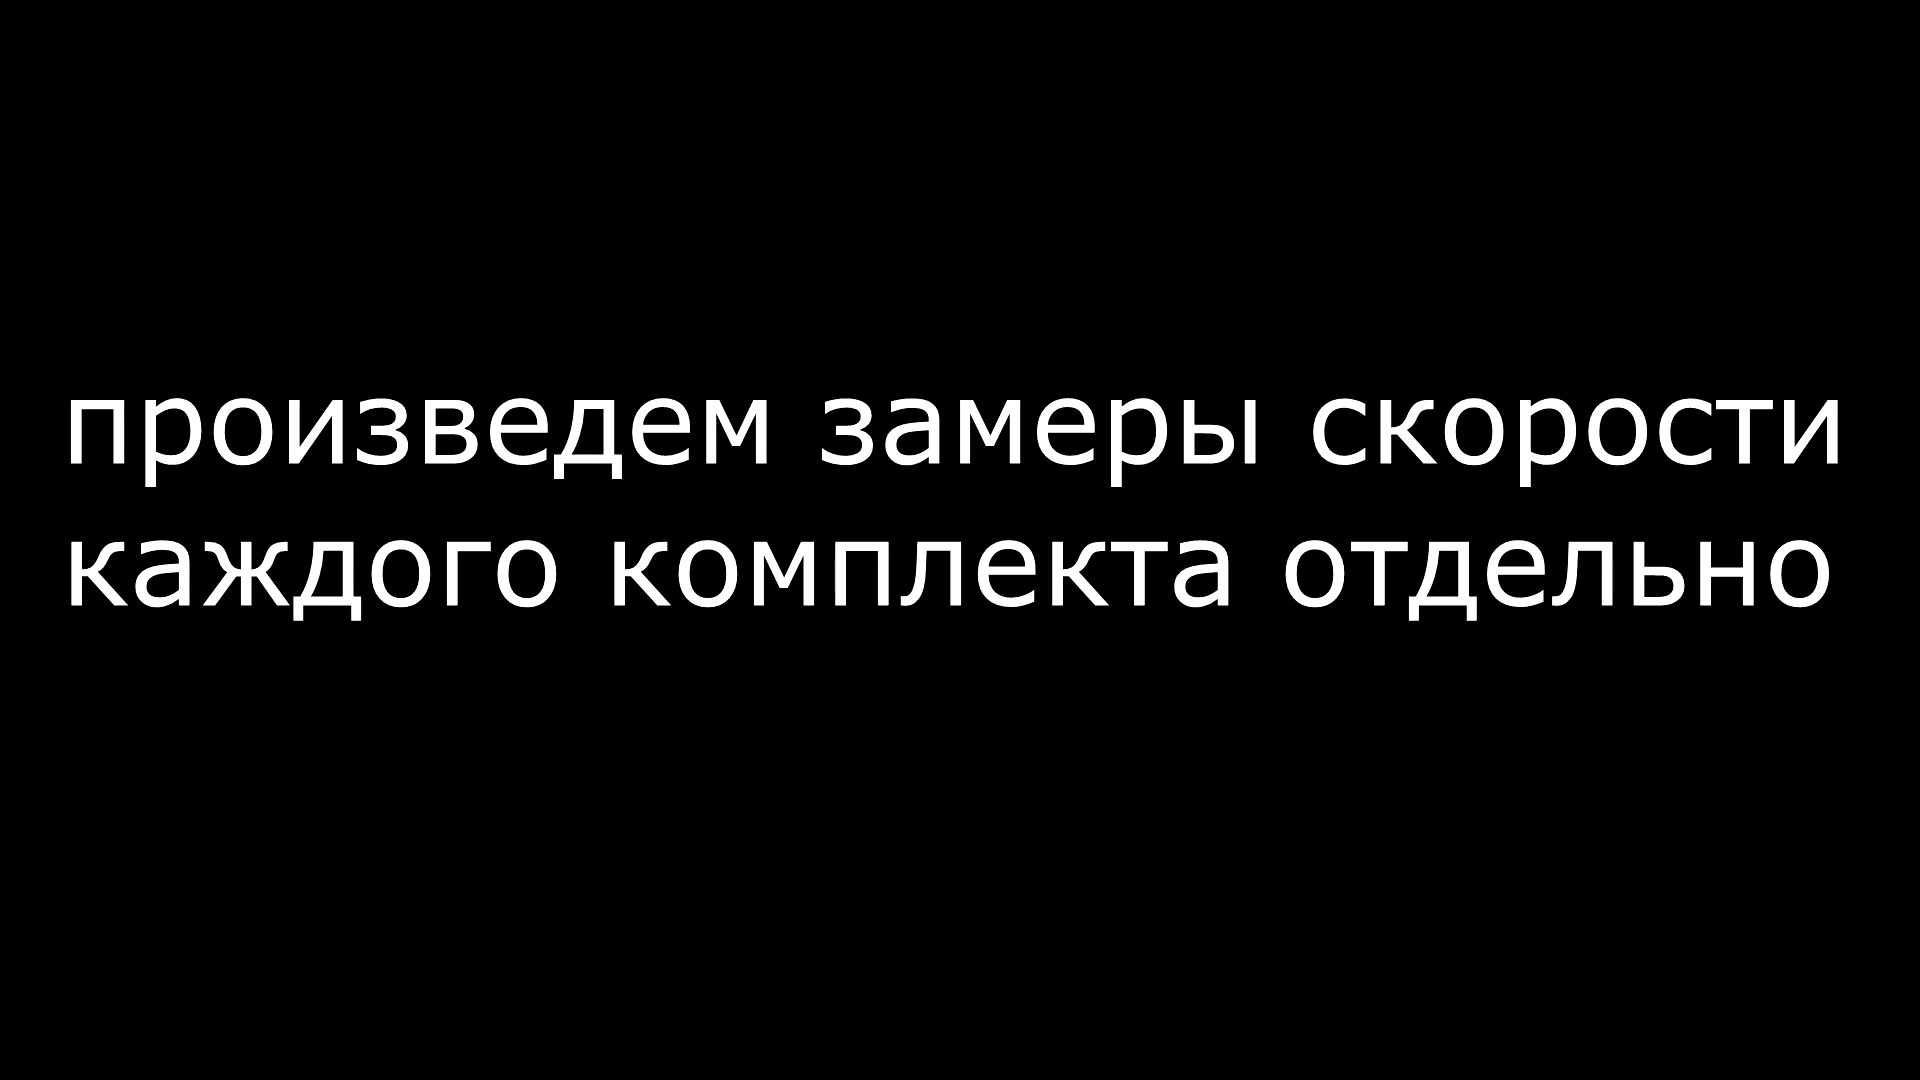 произведем замеры скорости
каждого комплекта отдельно